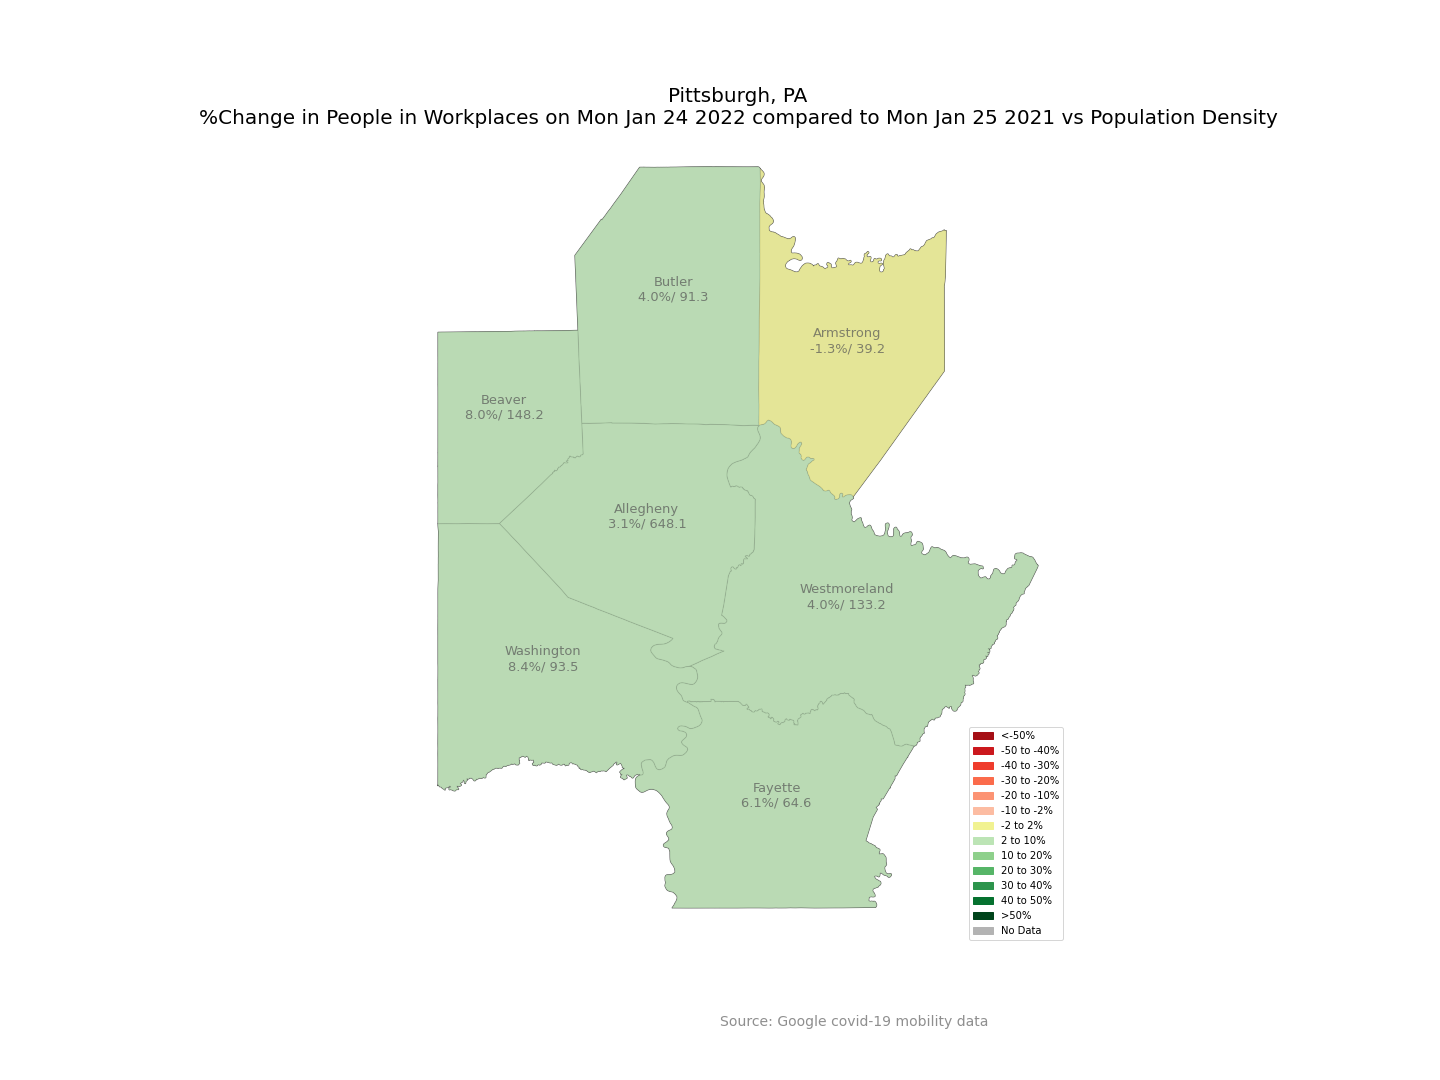 Pittsburgh, PA
%Change in People in Workplaces on Mon Jan 24 2022 compared to Mon Jan 25 2021 vs Population Density
Butler
4.0%/ 91.3
Armstrong
-1.3%/ 39.2
Beaver
8.0%/ 148.2
Allegheny
3.1%/ 648.1
Westmoreland
4.0%/ 133.2
Washington
8.4%/ 93.5
Fayette
6.1%/ 64.6
<-50%
-50 to -40%
-40 to -30%
-30 to -20%
-20 to -10%
-10 to -2%
-2 to 2%
2 to 10%
10 to 20%
20 to 30%
30 to 40%
40 to 50%
>50%
No Data
Source: Google covid-19 mobility data